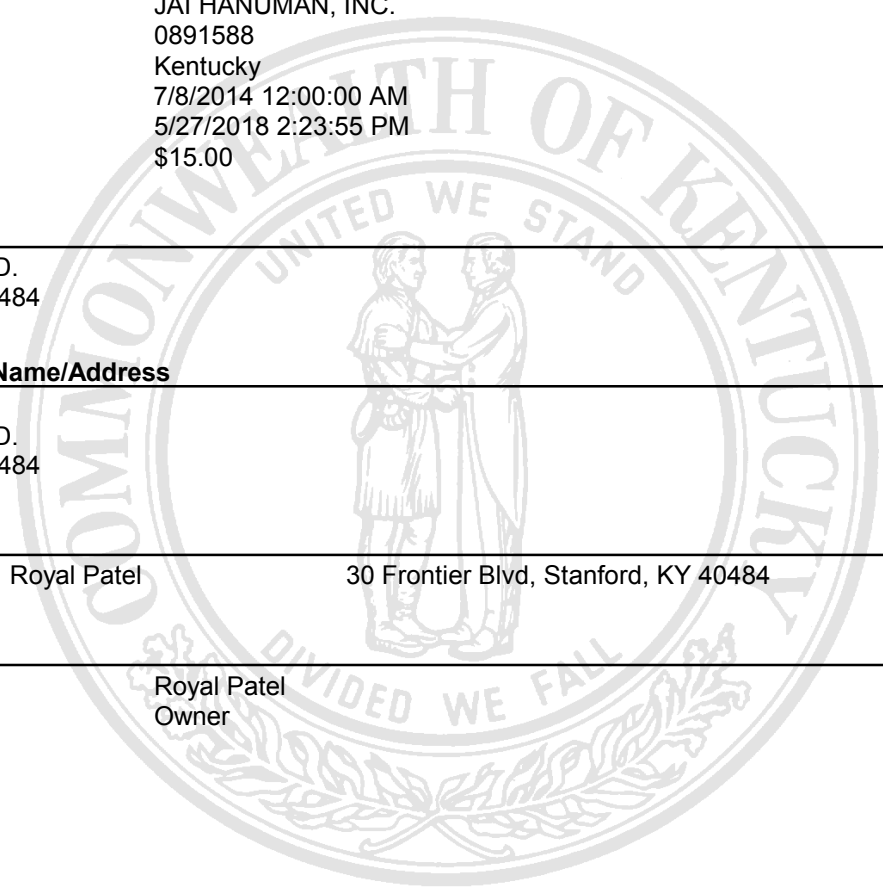 JAI HANUMAN, INC.
0891588
Kentucky
7/8/2014 12:00:00 AM
5/27/2018 2:23:55 PM
$15.00
D.
484
Name/Address
D.
484
Royal Patel 30 Frontier Blvd, Stanford, KY 40484
Royal Patel
Owner
COMMONWEALTH OF KENTUCKY
UNITED WE STAND
DIVIDED WE FALL